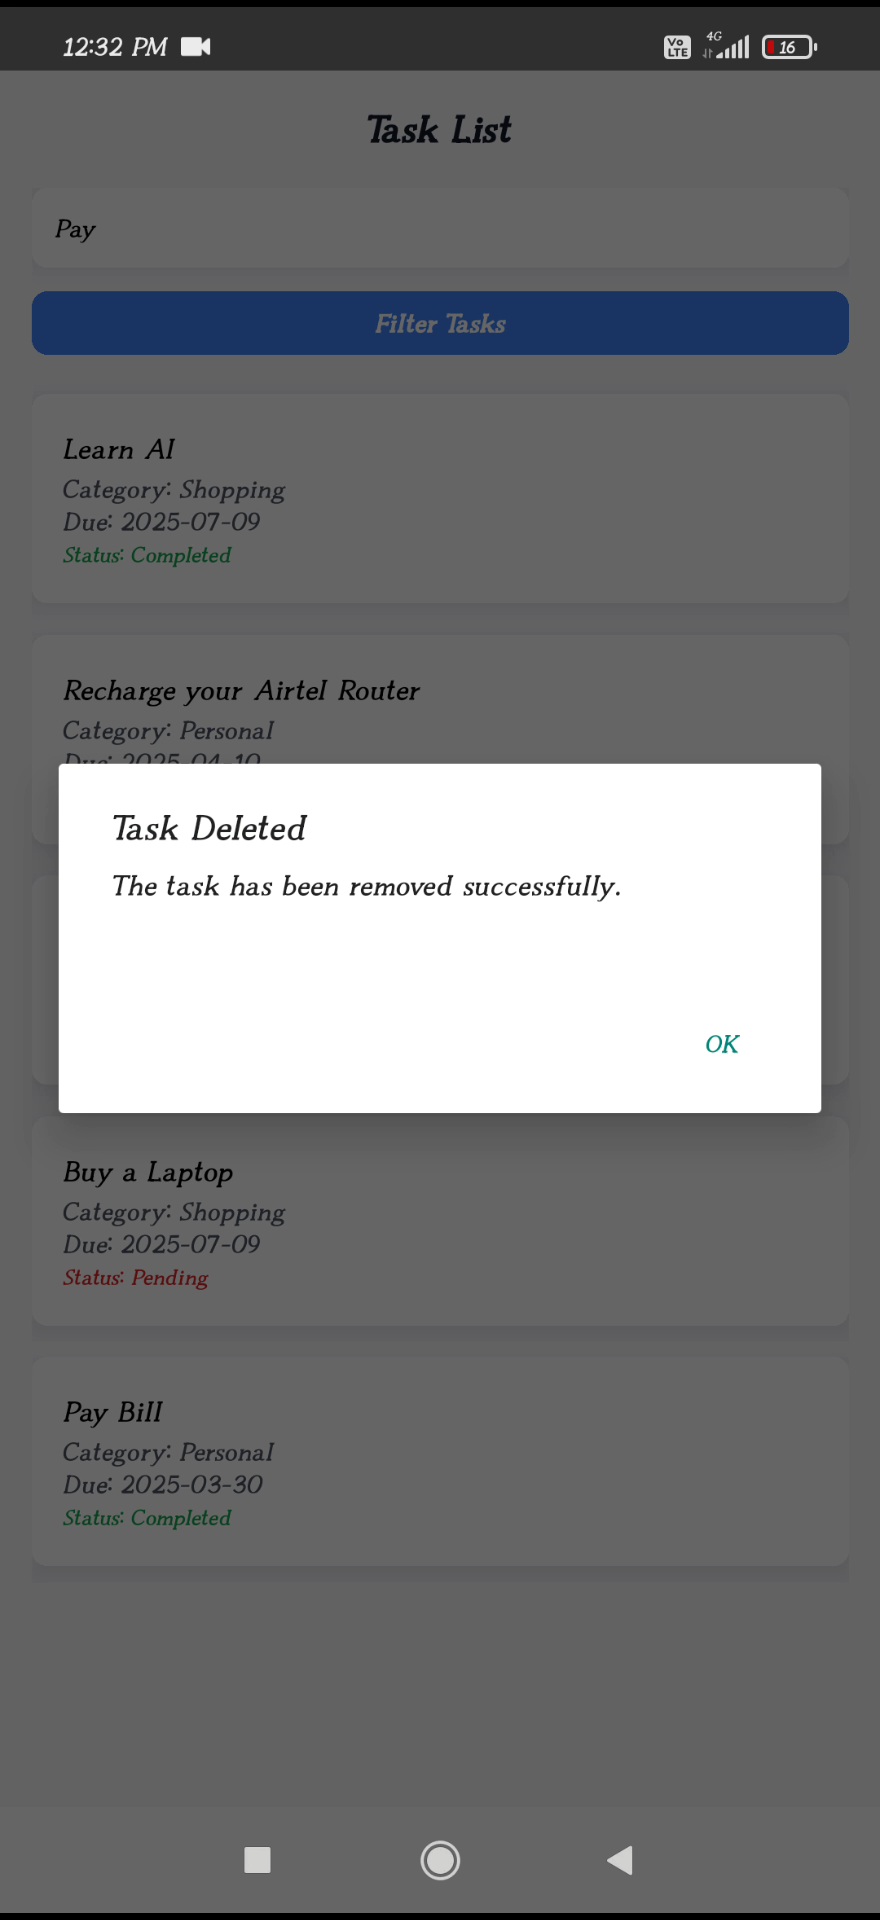 12:32 PM
Vo LTE 4G 16
Task List
Pay
Filter Tasks
Learn AI
Category: Shopping
Due: 2025-07-09
Status: Completed
Recharge your Airtel Router
Category: Personal
Due: 2025-04-10
Task Deleted
The task has been removed successfully.
OK
Buy a Laptop
Category: Shopping
Due: 2025-07-09
Status: Pending
Pay Bill
Category: Personal
Due: 2025-03-30
Status: Completed